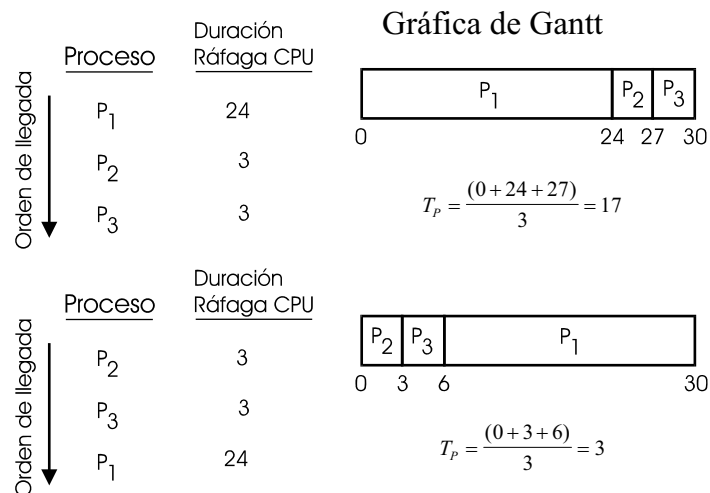 Gráfica de Gantt
Proceso
Duración
Ráfaga CPU
Orden de llegada
P1 24
P2 3
P3 3
P1 P2 P3
0 24 27 30
TP = (0+24+27)/3 = 17
Proceso
Duración
Ráfaga CPU
Orden de llegada
P2 3
P3 3
P1 24
P2 P3 P1
0 3 6 30
TP = (0+3+6)/3 = 3